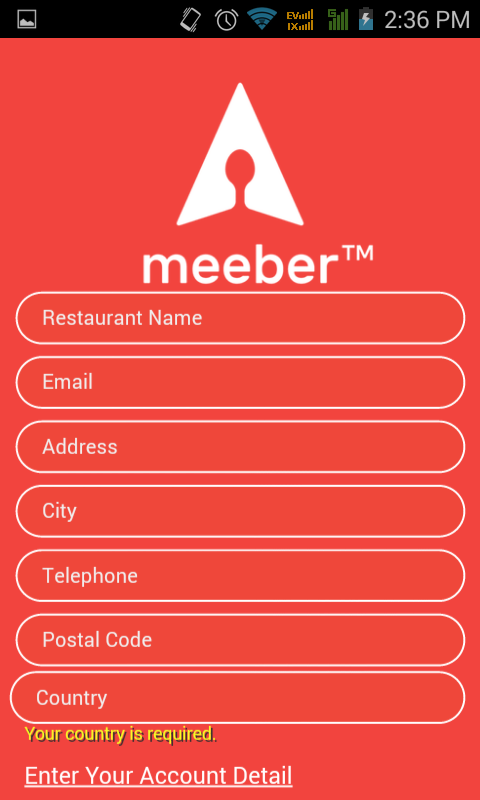 EV
1X
G
2:36 PM
meeber™
Restaurant Name
Email
Address
City
Telephone
Postal Code
Country
Your country is required.
Enter Your Account Detail